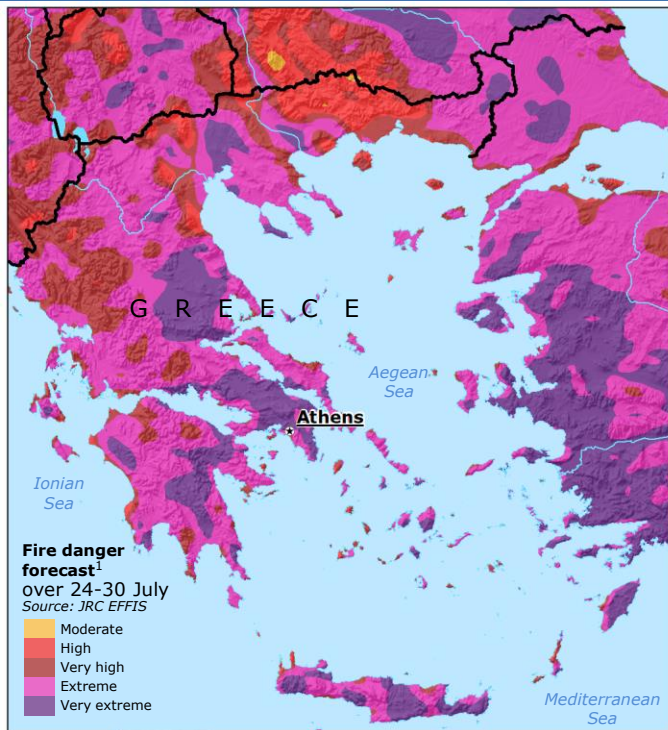 G R E E C E
Aegean
Sea
Athens
Ionian
Sea
Fire danger
forecast1
over 24-30 July
Source: JRC EFFIS
Moderate
High
Very high
Extreme
Very extreme
Mediterranean
Sea